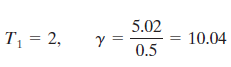 T₁ = 2, γ = 5.02 / 0.5 = 10.04